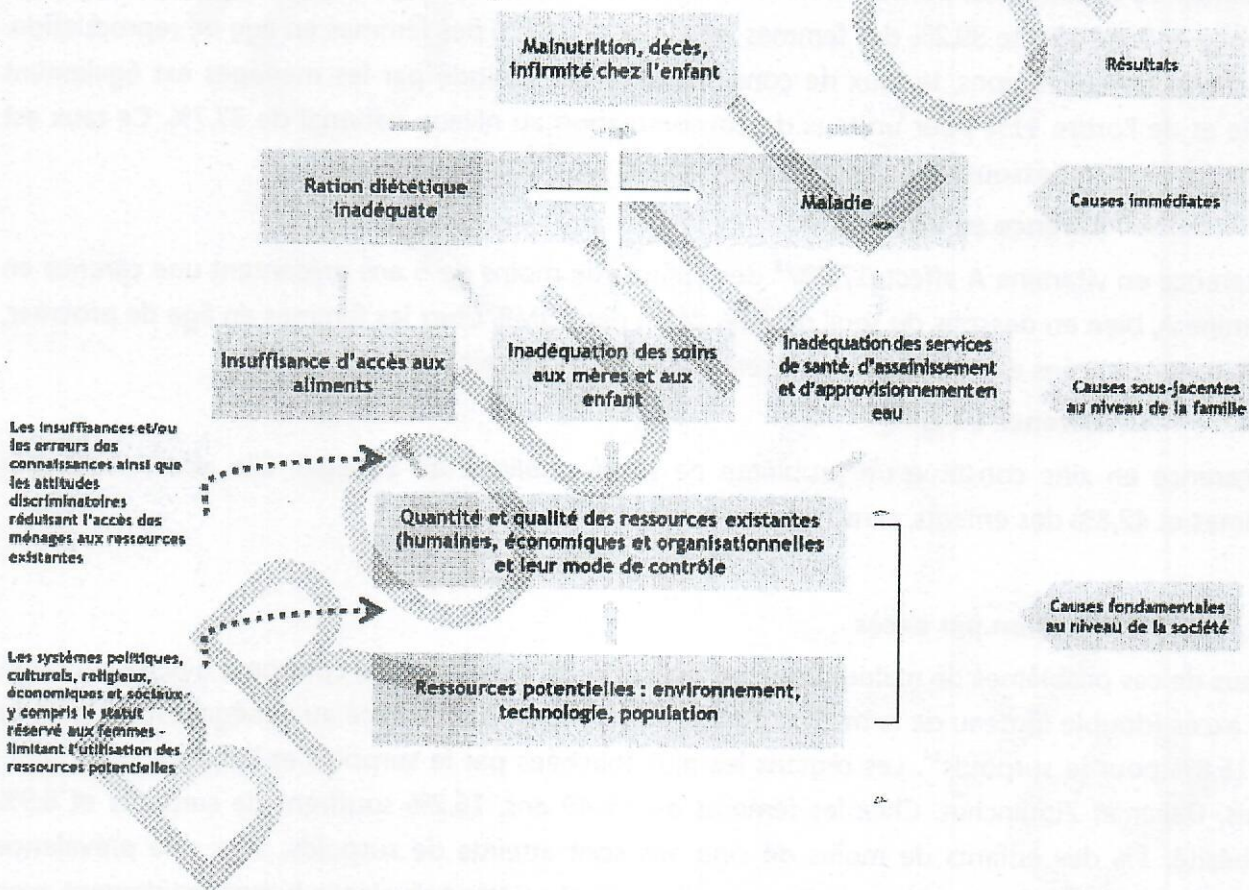 Malnutrition, décès,
infirmité chez l'enfant
Résultats
Ration diététique
inadéquate
Maladie
Causes immédiates
Insuffisance d'accès aux
aliments
Inadéquation des soins
aux mères et aux
enfant
Inadéquation des services
de santé, d'assainissement
et d'approvisionnement en
eau
Causes sous-jacentes
au niveau de la famille
Les insuffisances et/ou
les erreurs des
connaissances ainsi que
les attitudes
discriminatoires
réduisant l'accès des
ménages aux ressources
existantes
Quantité et qualité des ressources existantes
(humaines, économiques et organisationnelles
et leur mode de contrôle
Causes fondamentales
au niveau de la société
Les systèmes politiques,
culturels, religieux,
économiques et sociaux -
y compris le statut
réservé aux femmes -
limitant l'utilisation des
ressources potentielles
Ressources potentielles : environnement,
technologie, population
BROUILLO